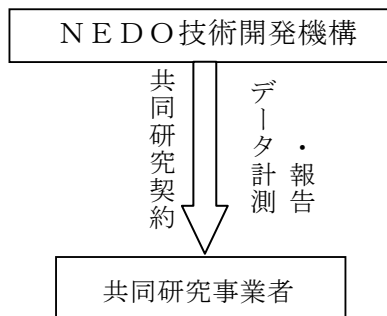 ＮＥＤＯ技術開発機構
共同研究契約
データ計測
・報告
共同研究事業者